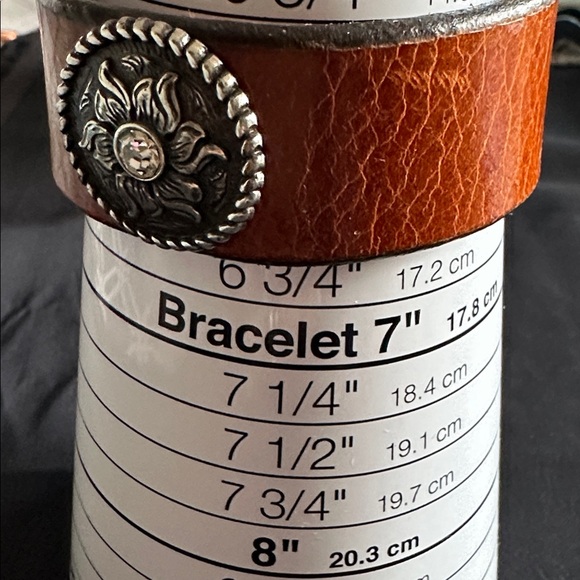 6 3/4" 17.2 cm
Bracelet 7" 17.8 cm
7 1/4" 18.4 cm
7 1/2" 19.1 cm
7 3/4" 19.7 cm
8" 20.3 cm